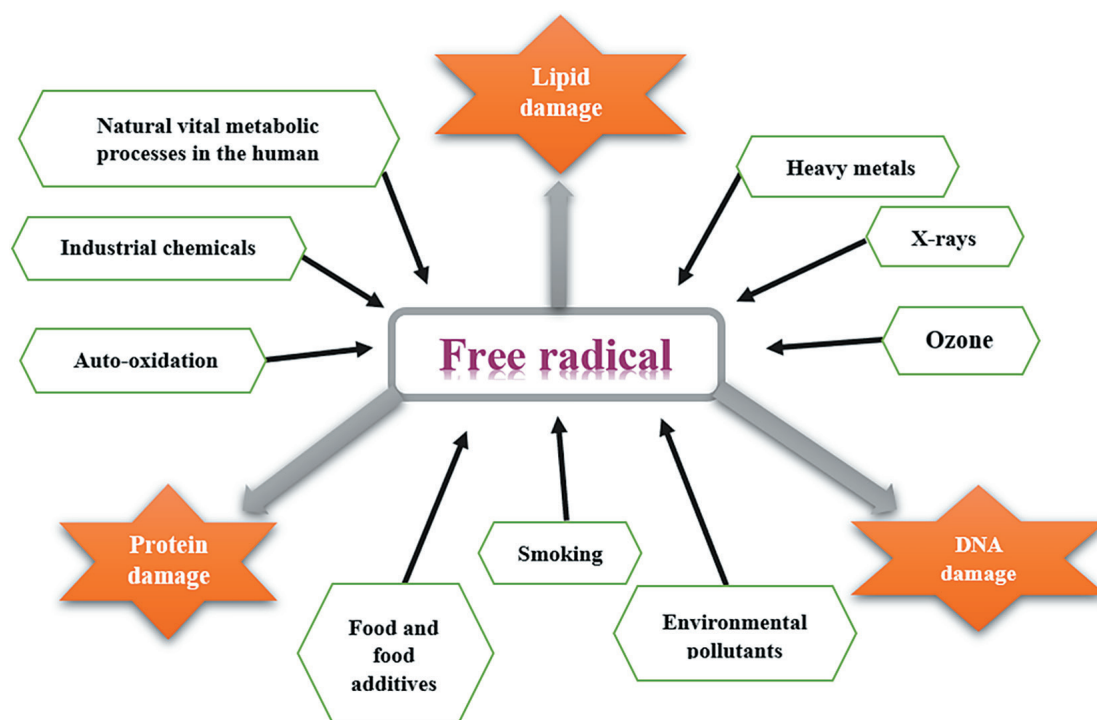 Lipid
damage
Natural vital metabolic
processes in the human
Heavy metals
Industrial chemicals
X-rays
Auto-oxidation
Free radical
Ozone
Protein
damage
Smoking
DNA
damage
Food and
food
additives
Environmental
pollutants